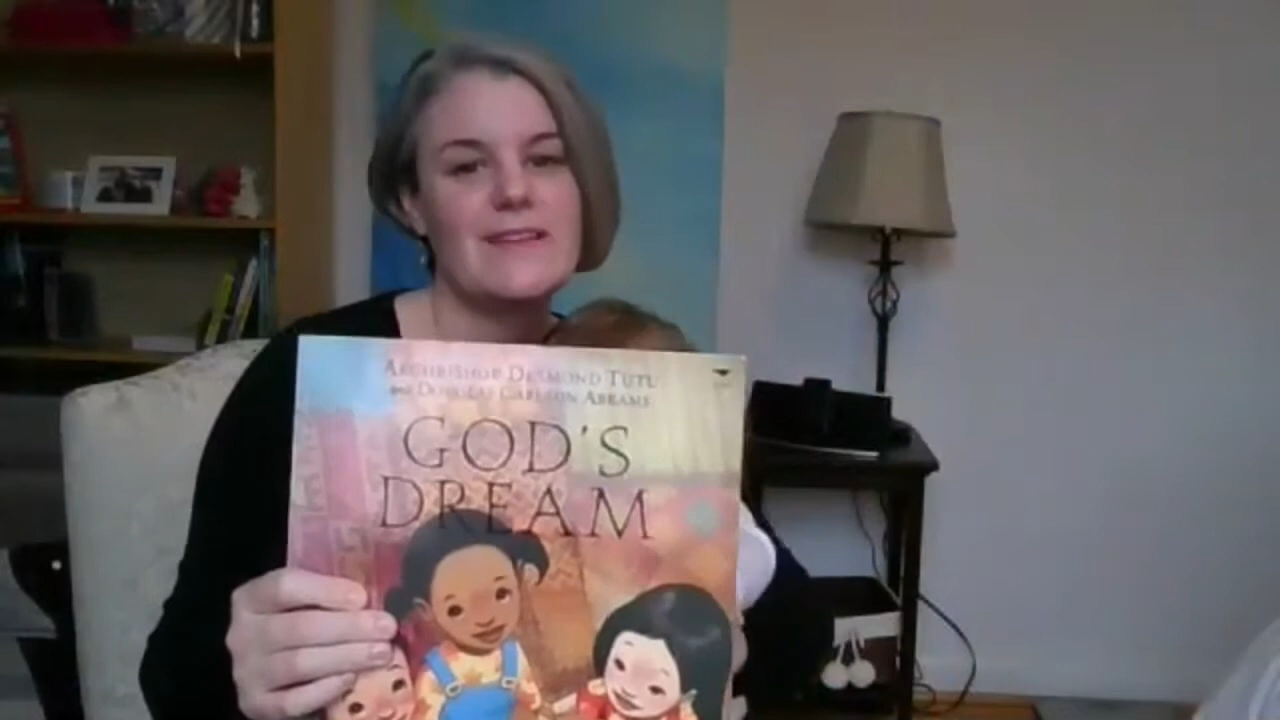 ARCHBISHOP DESMOND TUTU
AND DOUGLAS CARLTON ABRAMS
GOD'S
DREAM